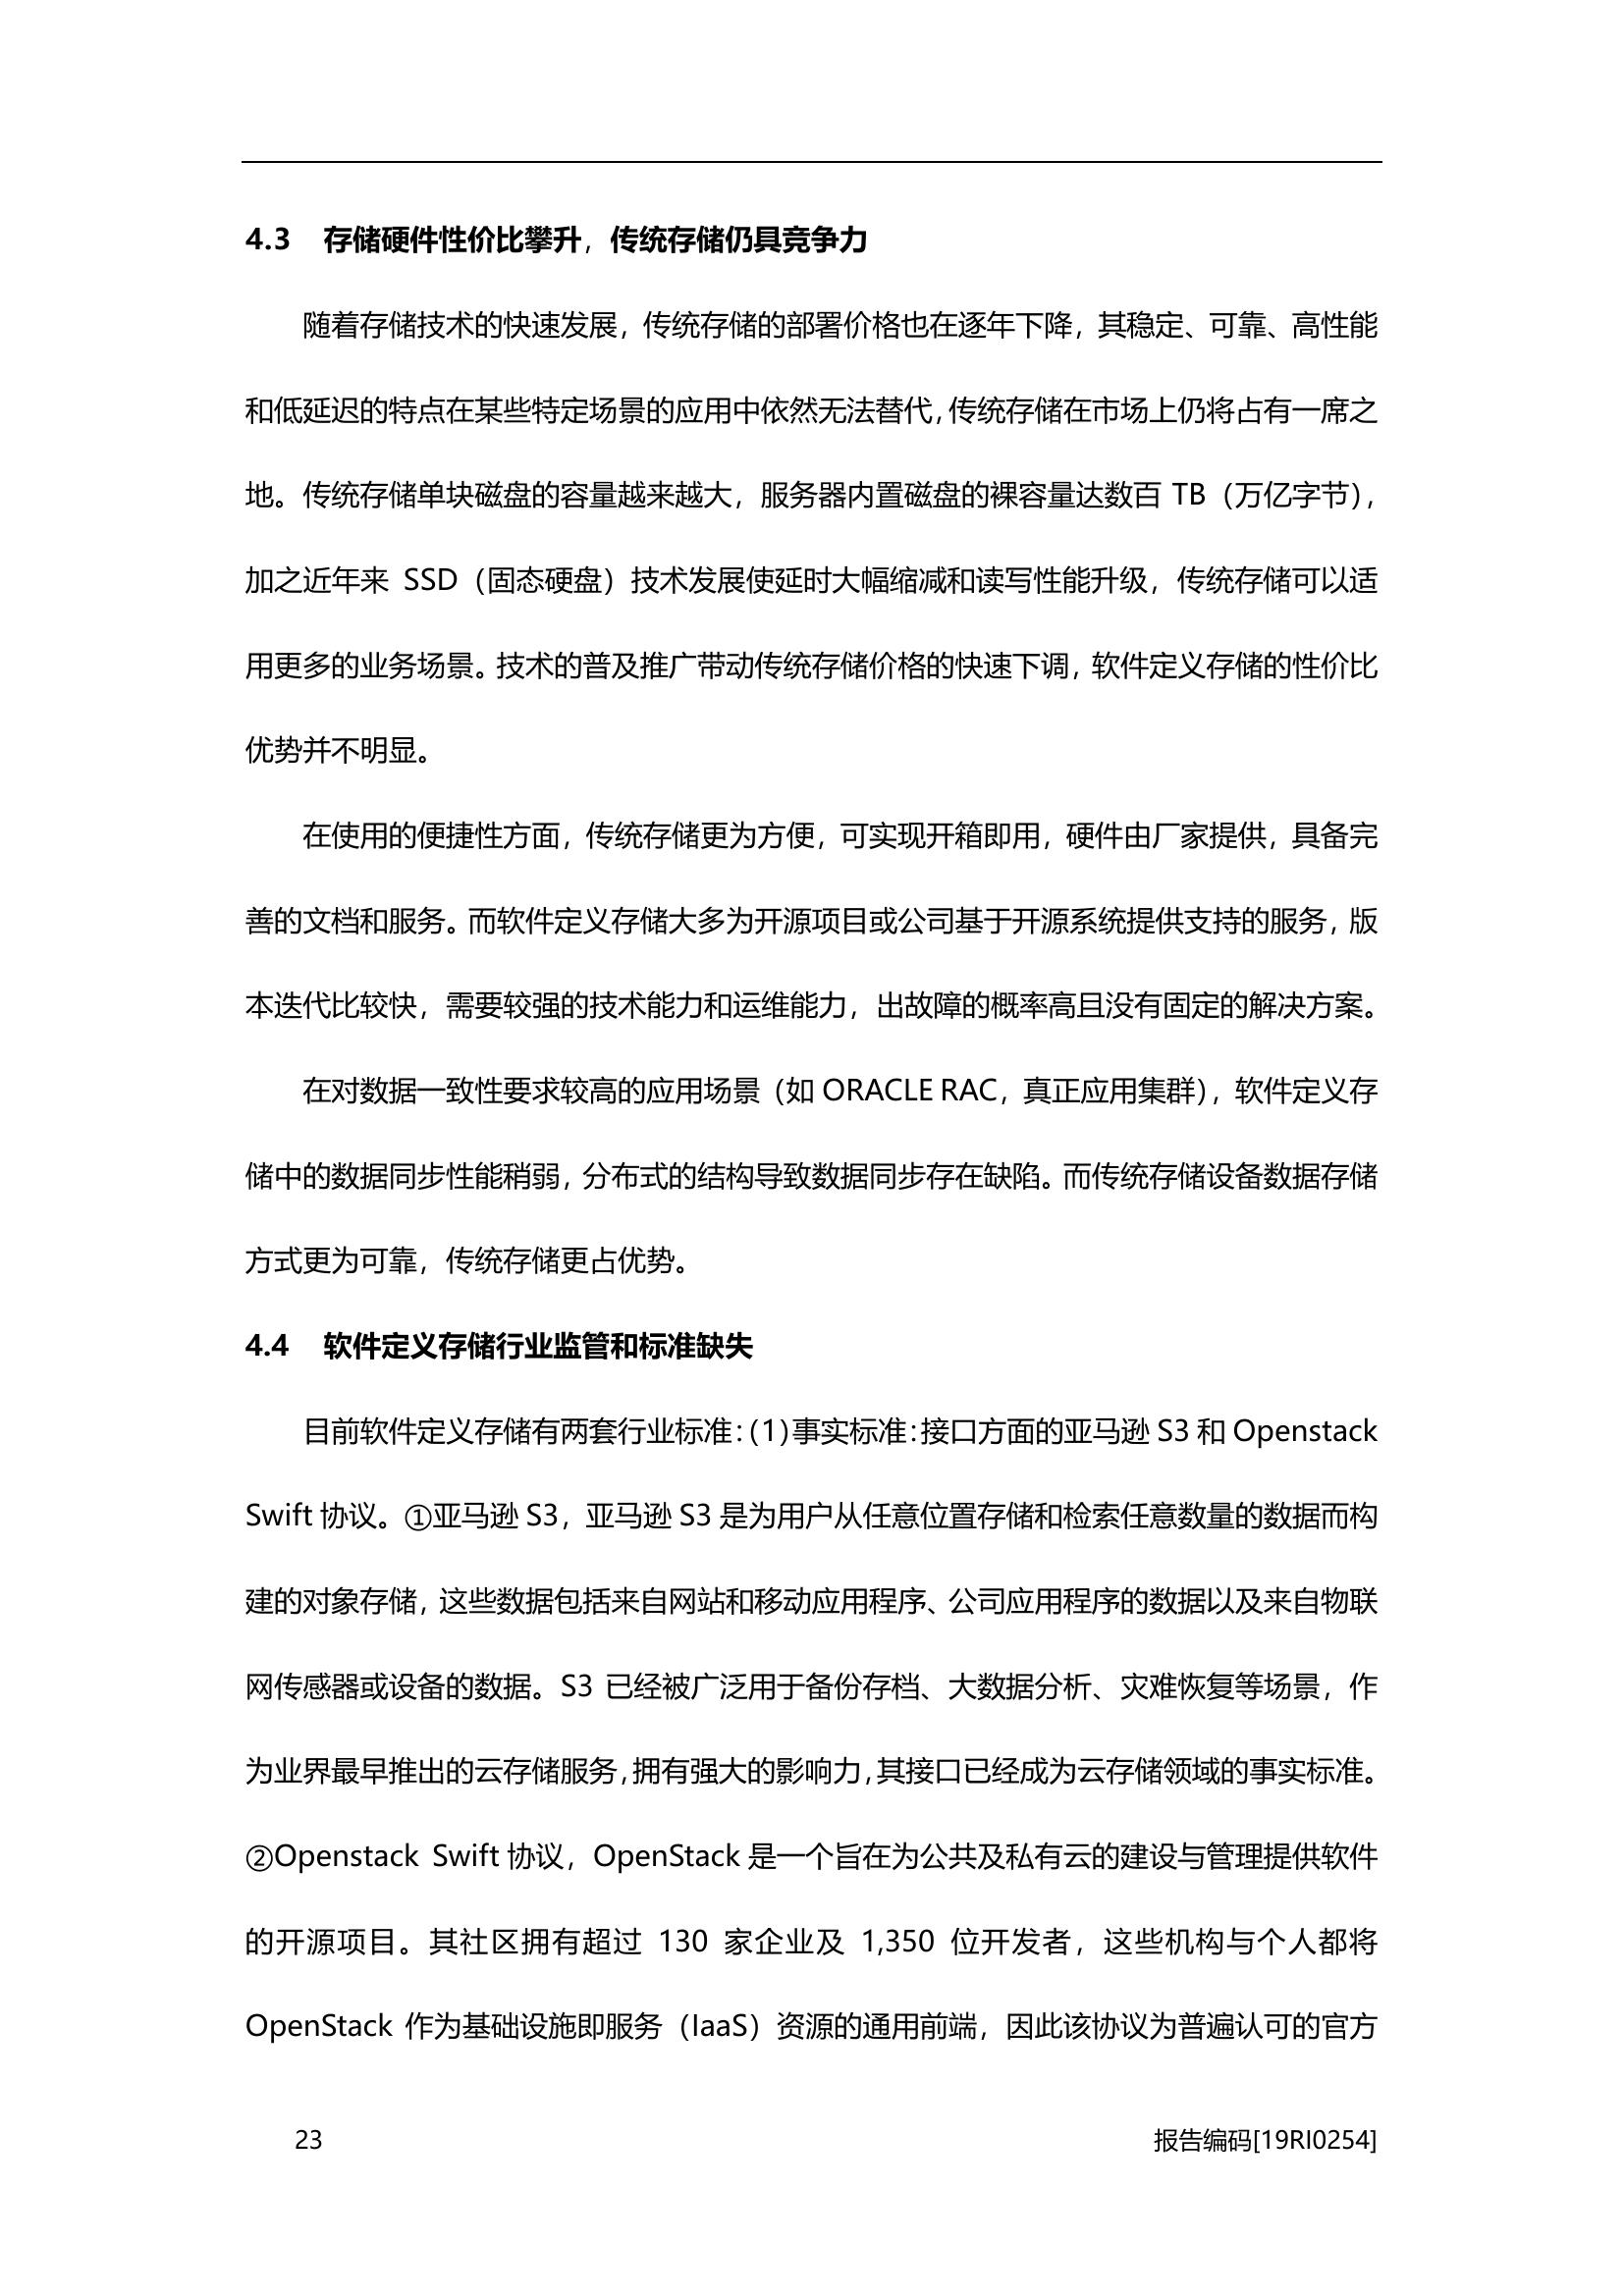 4.3 存储硬件性价比攀升，传统存储仍具竞争力
随着存储技术的快速发展，传统存储的部署价格也在逐年下降，其稳定、可靠、高性能
和低延迟的特点在某些特定场景的应用中依然无法替代，传统存储在市场上仍将占有一席之
地。传统存储单块磁盘的容量越来越大，服务器内置磁盘的裸容量达数百 TB（万亿字节），
加之近年来 SSD（固态硬盘）技术发展使延时大幅缩减和读写性能升级，传统存储可以适
用更多的业务场景。技术的普及推广带动传统存储价格的快速下调，软件定义存储的性价比
优势并不明显。
在使用的便捷性方面，传统存储更为方便，可实现开箱即用，硬件由厂家提供，具备完
善的文档和服务。而软件定义存储大多为开源项目或公司基于开源系统提供支持的服务，版
本迭代比较快，需要较强的技术能力和运维能力，出故障的概率高且没有固定的解决方案。
在对数据一致性要求较高的应用场景（如 ORACLE RAC，真正应用集群），软件定义存
储中的数据同步性能稍弱，分布式的结构导致数据同步存在缺陷。而传统存储设备数据存储
方式更为可靠，传统存储更占优势。
4.4 软件定义存储行业监管和标准缺失
目前软件定义存储有两套行业标准：（1）事实标准：接口方面的亚马逊 S3 和 Openstack
Swift 协议。①亚马逊 S3，亚马逊 S3 是为用户从任意位置存储和检索任意数量的数据而构
建的对象存储，这些数据包括来自网站和移动应用程序、公司应用程序的数据以及来自物联
网传感器或设备的数据。S3 已经被广泛用于备份存档、大数据分析、灾难恢复等场景，作
为业界最早推出的云存储服务，拥有强大的影响力，其接口已经成为云存储领域的事实标准。
②Openstack Swift 协议，OpenStack 是一个旨在为公共及私有云的建设与管理提供软件
的开源项目。其社区拥有超过 130 家企业及 1,350 位开发者，这些机构与个人都将
OpenStack 作为基础设施即服务（IaaS）资源的通用前端，因此该协议为普遍认可的官方
23 报告编码[19RI0254]